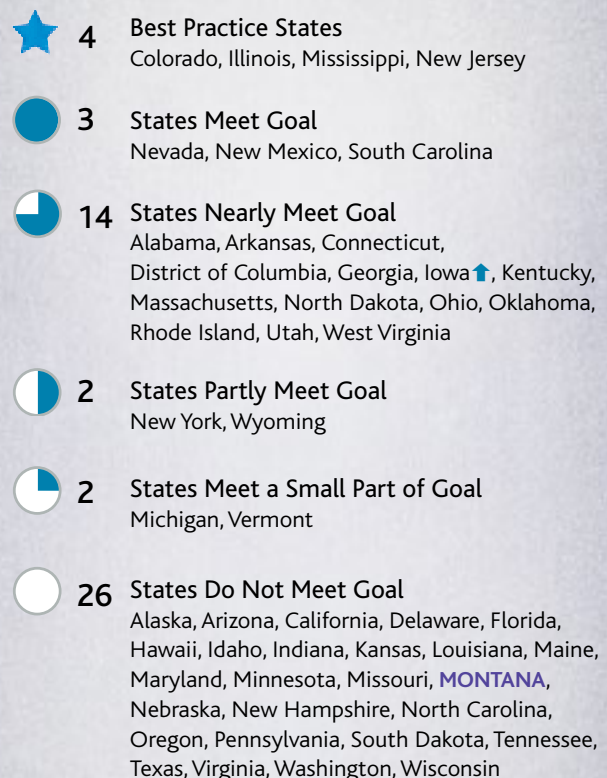 4 Best Practice States
Colorado, Illinois, Mississippi, New Jersey
3 States Meet Goal
Nevada, New Mexico, South Carolina
14 States Nearly Meet Goal
Alabama, Arkansas, Connecticut,
District of Columbia, Georgia, Iowa⬆, Kentucky,
Massachusetts, North Dakota, Ohio, Oklahoma,
Rhode Island, Utah, West Virginia
2 States Partly Meet Goal
New York, Wyoming
2 States Meet a Small Part of Goal
Michigan, Vermont
26 States Do Not Meet Goal
Alaska, Arizona, California, Delaware, Florida,
Hawaii, Idaho, Indiana, Kansas, Louisiana, Maine,
Maryland, Minnesota, Missouri, MONTANA,
Nebraska, New Hampshire, North Carolina,
Oregon, Pennsylvania, South Dakota, Tennessee,
Texas, Virginia, Washington, Wisconsin